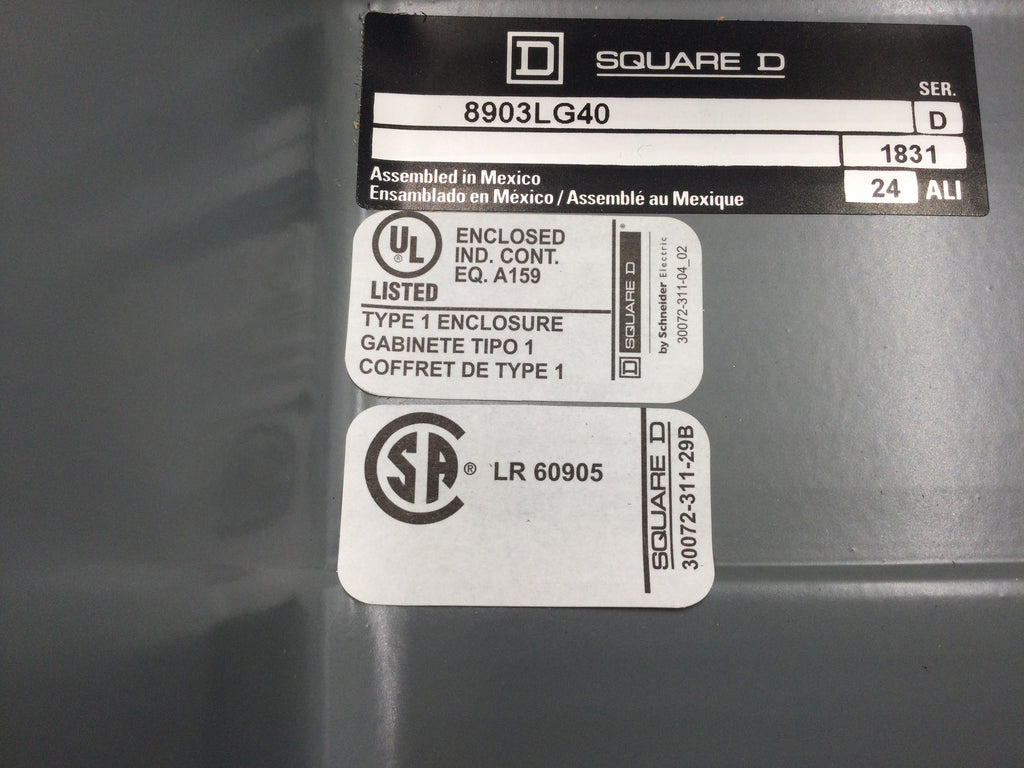 D SQUARE D
SER.
8903LG40 D
1831
Assembled in Mexico
24 ALI
Ensamblado en México / Assemblé au Mexique
UL ®
LISTED
ENCLOSED
IND. CONT.
EQ. A159
TYPE 1 ENCLOSURE
GABINETE TIPO 1
COFFRET DE TYPE 1
D SQUARE D ®
by Schneider Electric
30072-311-04_02
CSA ® LR 60905
SQUARE D
30072-311-29B